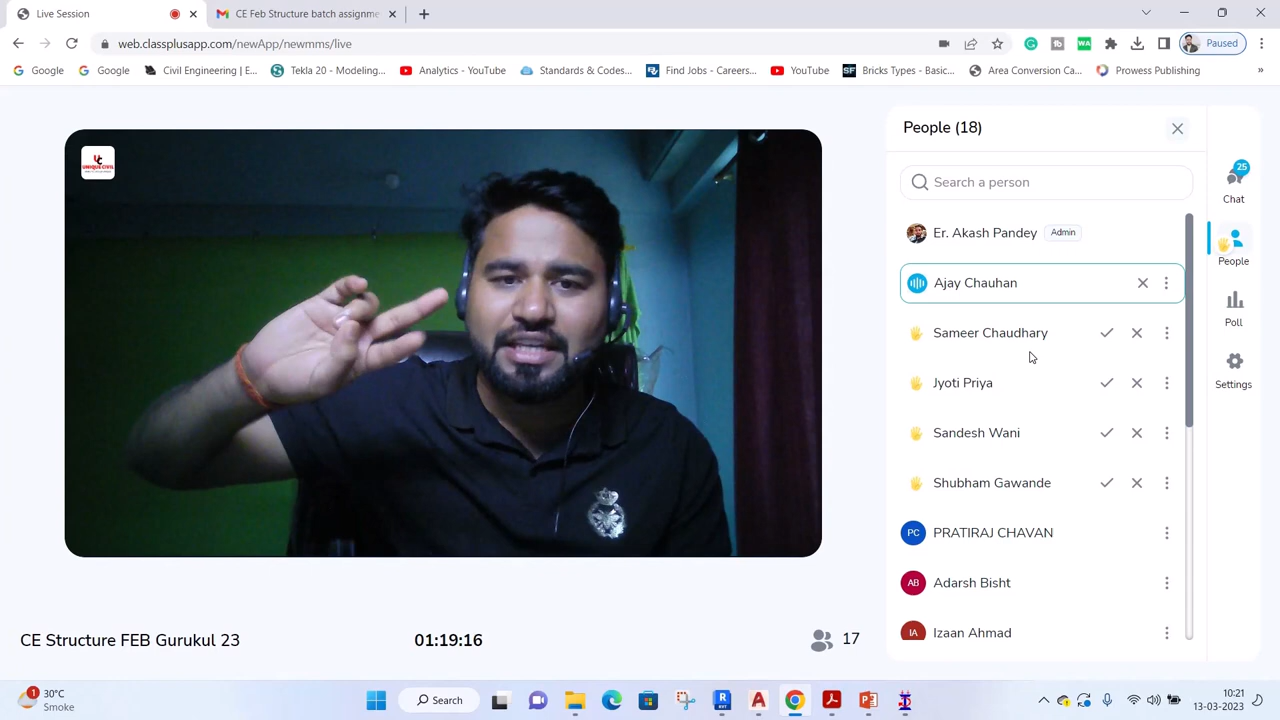 Live Session
CE Feb Structure batch assignme
web.classplusapp.com/newApp/newmms/live
Paused
Google
Google
Civil Engineering | E...
Tekla 20 - Modeling...
Analytics - YouTube
Standards & Codes...
Find Jobs - Careers...
YouTube
Bricks Types - Basic...
Area Conversion Ca...
Prowess Publishing
»
UNIQUE CIVIL
People (18)
Search a person
Er. Akash Pandey Admin
Ajay Chauhan
Sameer Chaudhary
Jyoti Priya
Sandesh Wani
Shubham Gawande
PC PRATIRAJ CHAVAN
AB Adarsh Bisht
IA Izaan Ahmad
25
Chat
People
Poll
Settings
CE Structure FEB Gurukul 23
01:19:16
17
1
30°C
Smoke
Search
10:21
13-03-2023